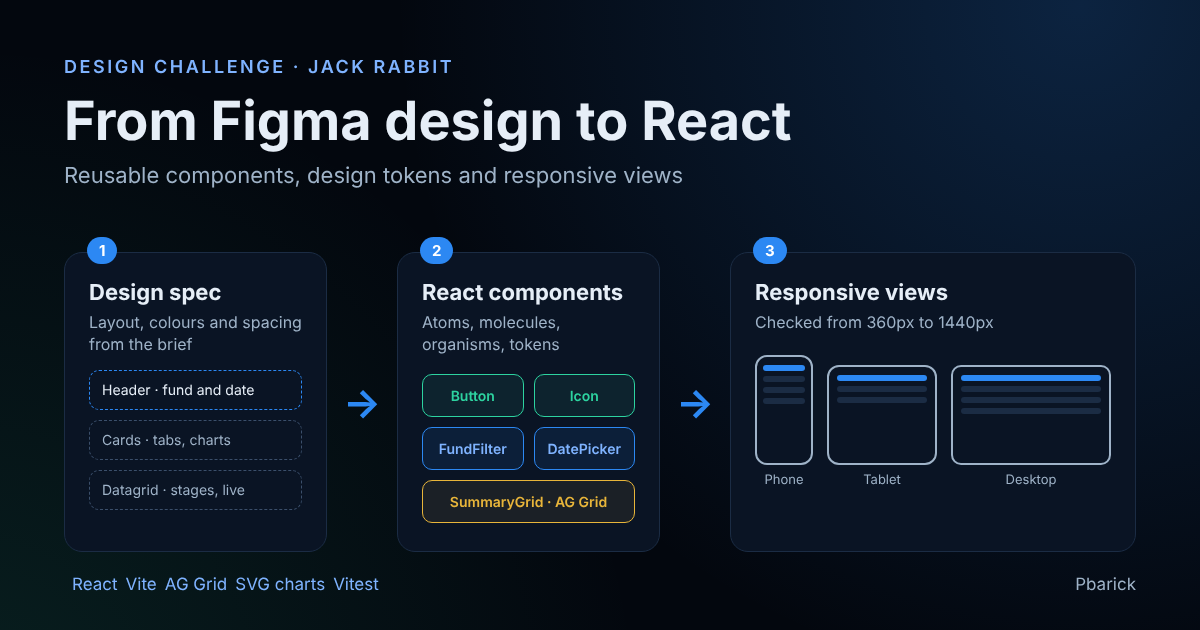 DESIGN CHALLENGE · JACK RABBIT
From Figma design to React
Reusable components, design tokens and responsive views
1
Design spec
Layout, colours and spacing
from the brief
Header · fund and date
Cards · tabs, charts
Datagrid · stages, live
2
React components
Atoms, molecules,
organisms, tokens
Button
Icon
FundFilter
DatePicker
SummaryGrid · AG Grid
3
Responsive views
Checked from 360px to 1440px
Phone
Tablet
Desktop
React Vite AG Grid SVG charts Vitest
Pbarick